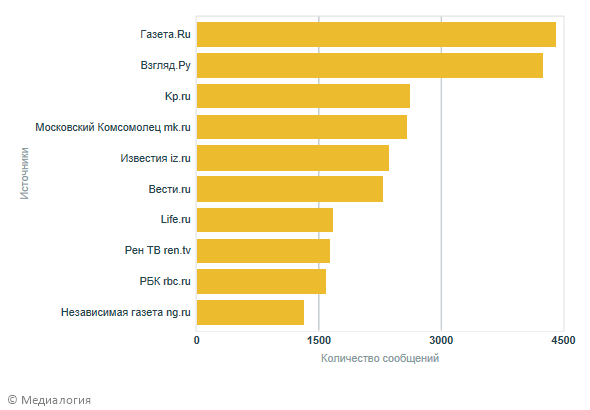 Газета.Ru
Взгляд.Ру
Kp.ru
Московский Комсомолец mk.ru
Известия iz.ru
Вести.ru
Life.ru
Рен ТВ ren.tv
РБК rbc.ru
Независимая газета ng.ru
Источники
0 1500 3000 4500
Количество сообщений
© Медиалогия